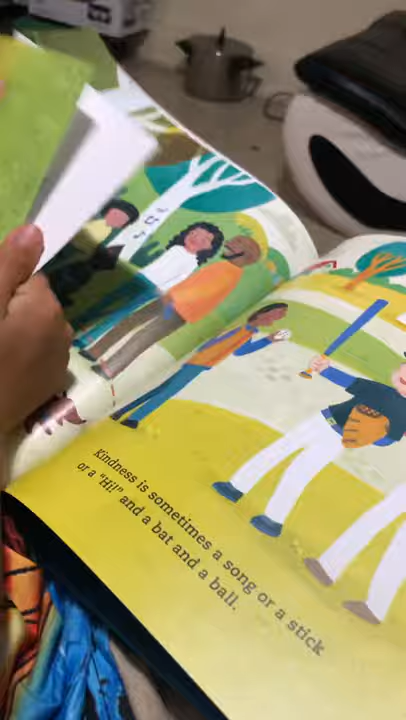 Kindness is sometimes a song or a stick
or a "Hi!" and a bat and a ball.